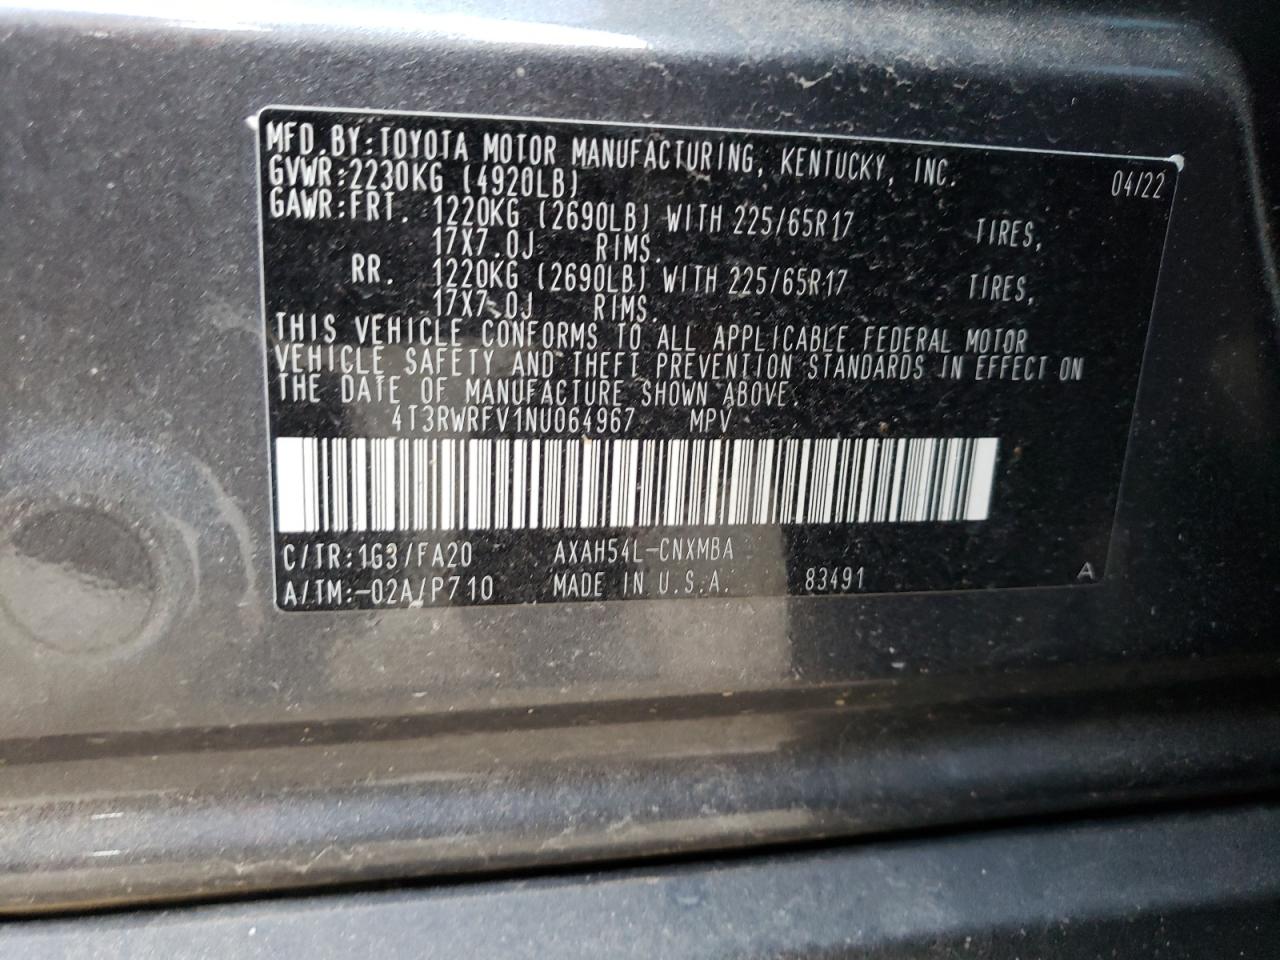 MFD.BY:TOYOTA MOTOR MANUFACTURING, KENTUCKY, INC. 04/22
GVWR:2230KG (4920LB)
GAWR:FRT. 1220KG (2690LB) WITH 225/65R17 TIRES,
17X7.0J RIMS.
RR. 1220KG (2690LB) WITH 225/65R17 TIRES,
17X7.0J RIMS.
THIS VEHICLE CONFORMS TO ALL APPLICABLE FEDERAL MOTOR
VEHICLE SAFETY AND THEFT PREVENTION STANDARDS IN EFFECT ON
THE DATE OF MANUFACTURE SHOWN ABOVE.
4T3RWRFV1NU064967 MPV
C/TR:1G3/FA20 AXAH54L-CNXMBA
A/TM:-02A/P710 MADE IN U.S.A. 83491 A